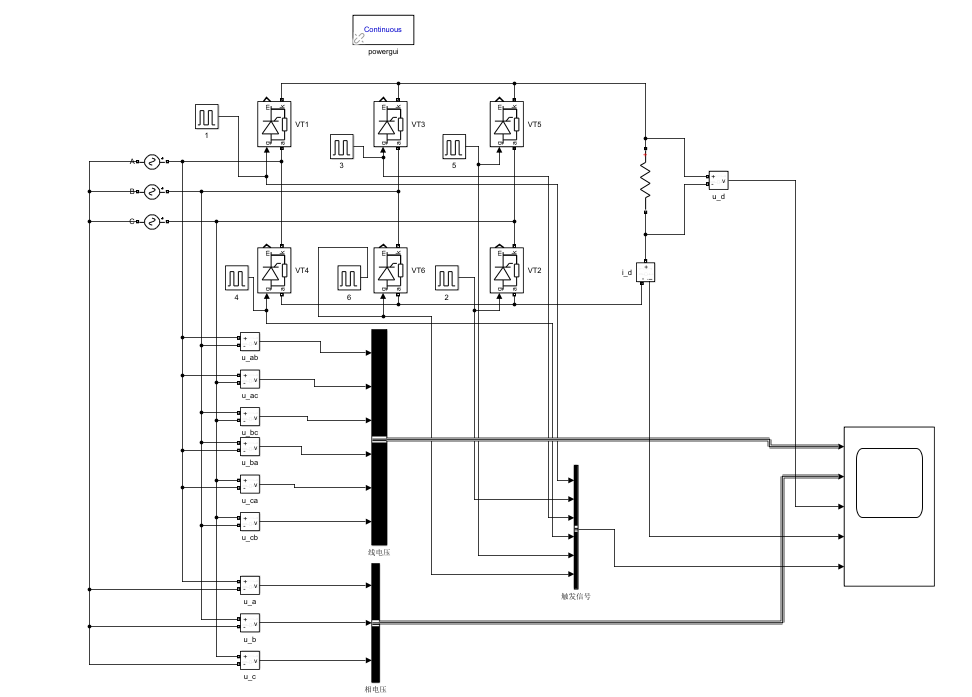 Continuous
powergui
VT1
VT3
VT5
1
3
5
A
B
C
+
-
v
u_d
VT4
VT6
VT2
i_d
4
6
2
u_ab
u_ac
u_bc
u_ba
u_ca
u_cb
线电压
触发信号
u_a
u_b
u_c
相电压